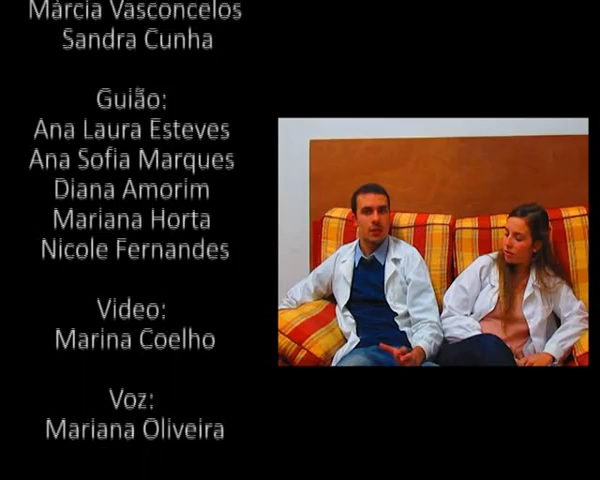 Márcia Vasconcelos
Sandra Cunha
Guião:
Ana Laura Esteves
Ana Sofia Marques
Diana Amorim
Mariana Horta
Nicole Fernandes
Video:
Marina Coelho
Voz:
Mariana Oliveira